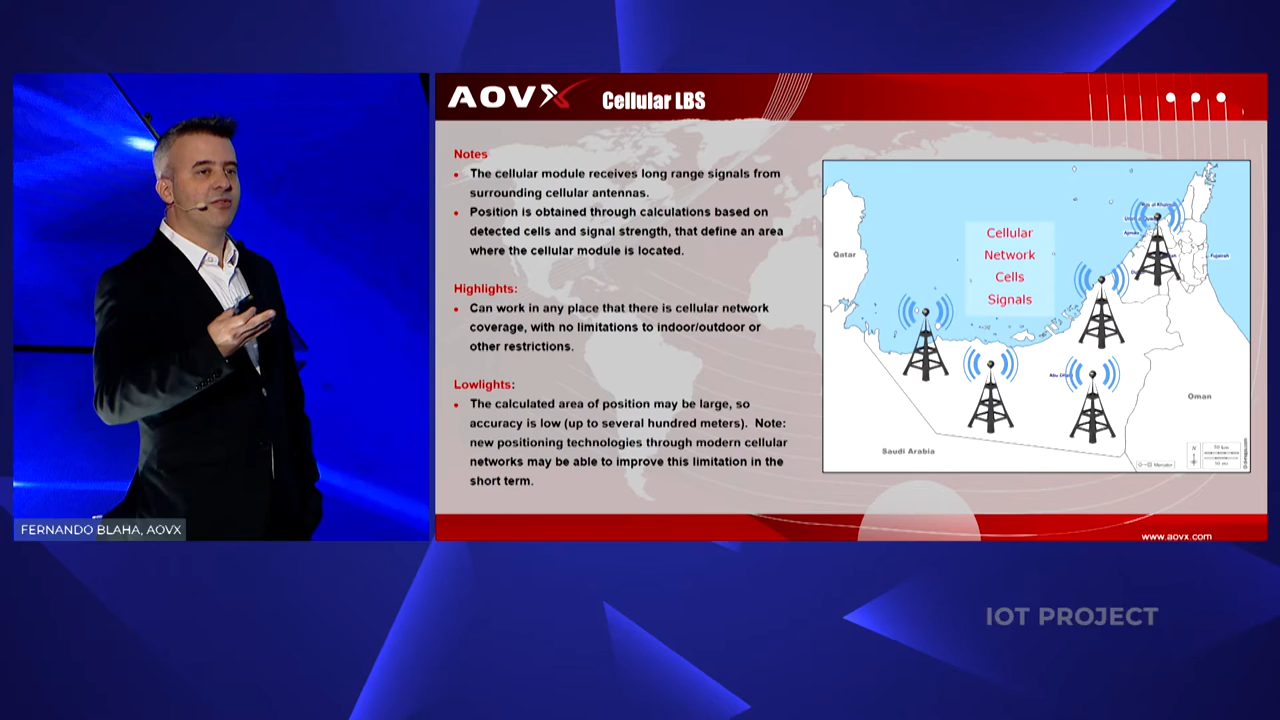 AOVX
Cellular LBS
Notes
• The cellular module receives long range signals from
surrounding cellular antennas.
• Position is obtained through calculations based on
detected cells and signal strength, that define an area
where the cellular module is located.
Highlights:
• Can work in any place that there is cellular network
coverage, with no limitations to indoor/outdoor or
other restrictions.
Lowlights:
• The calculated area of position may be large, so
accuracy is low (up to several hundred meters). Note:
new positioning technologies through modern cellular
networks may be able to improve this limitation in the
short term.
Cellular
Network
Cells
Signals
Qatar
Fujairah
Oman
Saudi Arabia
50 km
50 mi
Mercator
FERNANDO BLAHA, AOVX
www.aovx.com
IOT PROJECT